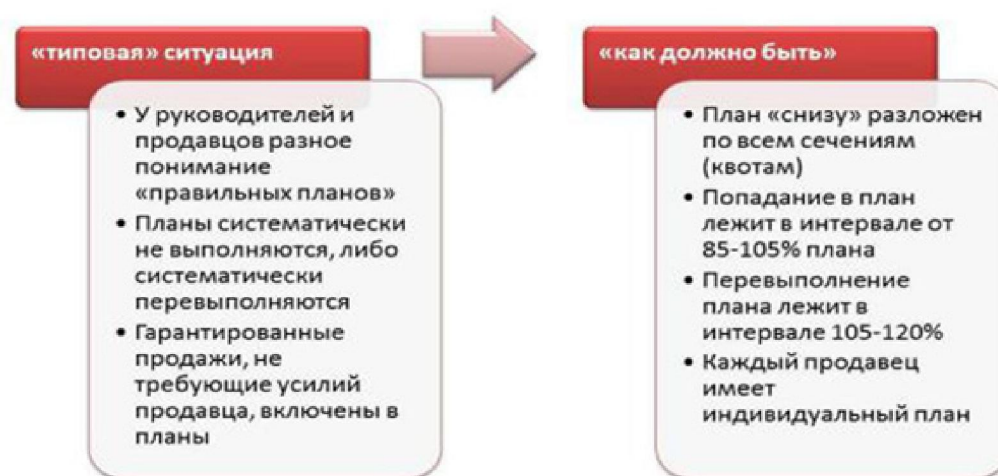 «типовая» ситуация
• У руководителей и
продавцов разное
понимание
«правильных планов»
• Планы систематически
не выполняются, либо
систематически
перевыполняются
• Гарантированные
продажи, не
требующие усилий
продавца, включены в
планы
«как должно быть»
• План «снизу» разложен
по всем сечениям
(квотам)
• Попадание в план
лежит в интервале от
85-105% плана
• Перевыполнение
плана лежит в
интервале 105-120%
• Каждый продавец
имеет
индивидуальный план